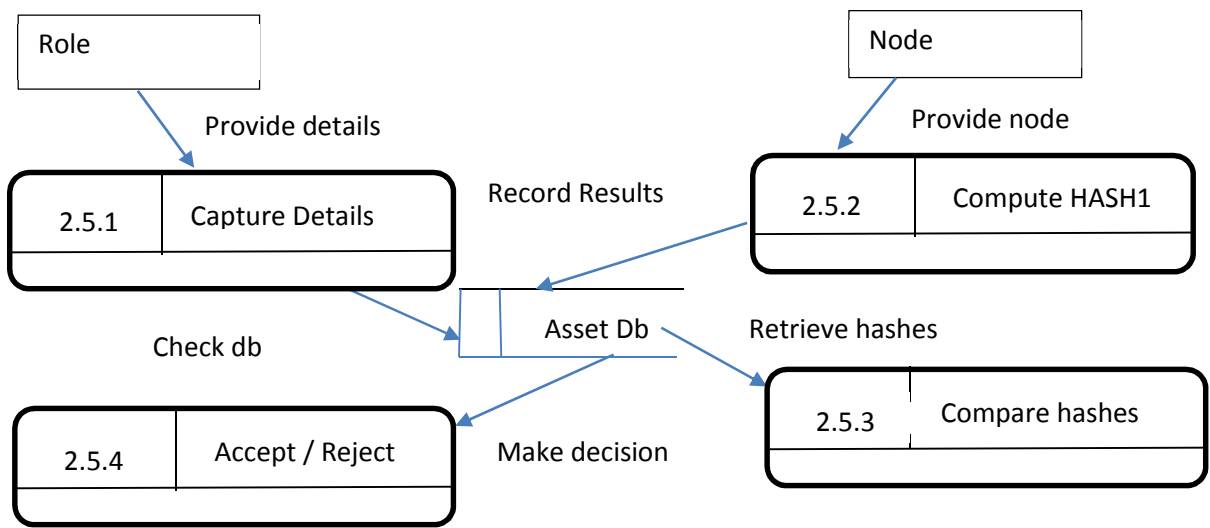 Role
Node
Provide details
Provide node
2.5.1
Capture Details
Record Results
2.5.2
Compute HASH1
Check db
Asset Db
Retrieve hashes
2.5.4
Accept / Reject
Make decision
2.5.3
Compare hashes